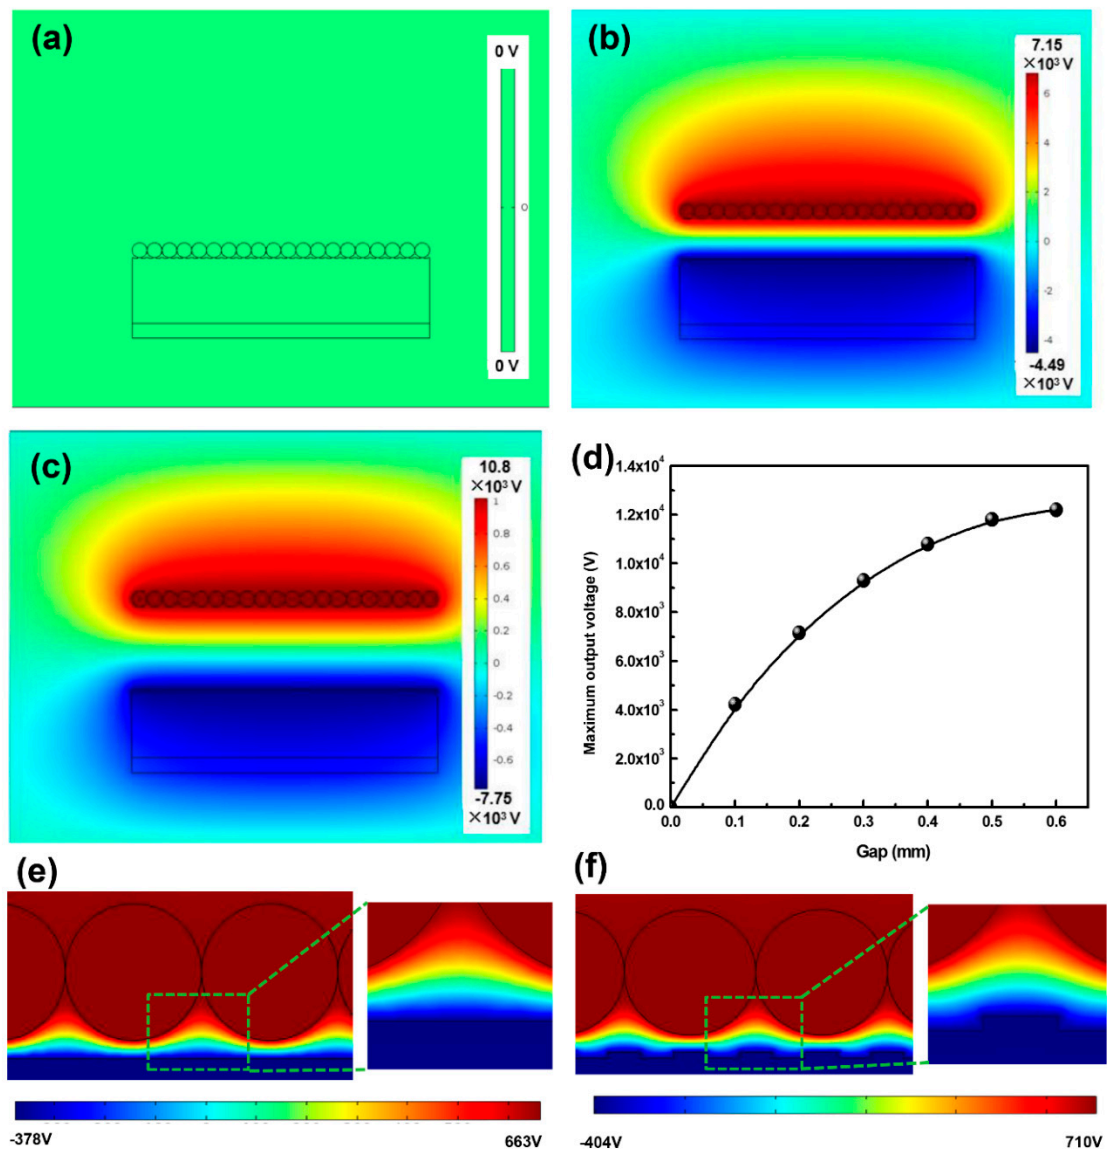 (a)
0 V
0
0 V
(b)
7.15
×10³ V
6
4
2
0
-2
-4
-4.49
×10³ V
(c)
10.8
×10³ V
1
0.8
0.6
0.4
0.2
0
-0.2
-0.4
-0.6
-7.75
×10³ V
(d)
1.4x10⁴
1.2x10⁴
1.0x10⁴
8.0x10³
6.0x10³
4.0x10³
2.0x10³
0.0
Maximum output voltage (V)
0.0 0.1 0.2 0.3 0.4 0.5 0.6
Gap (mm)
(e)
-378V 663V
(f)
-404V 710V